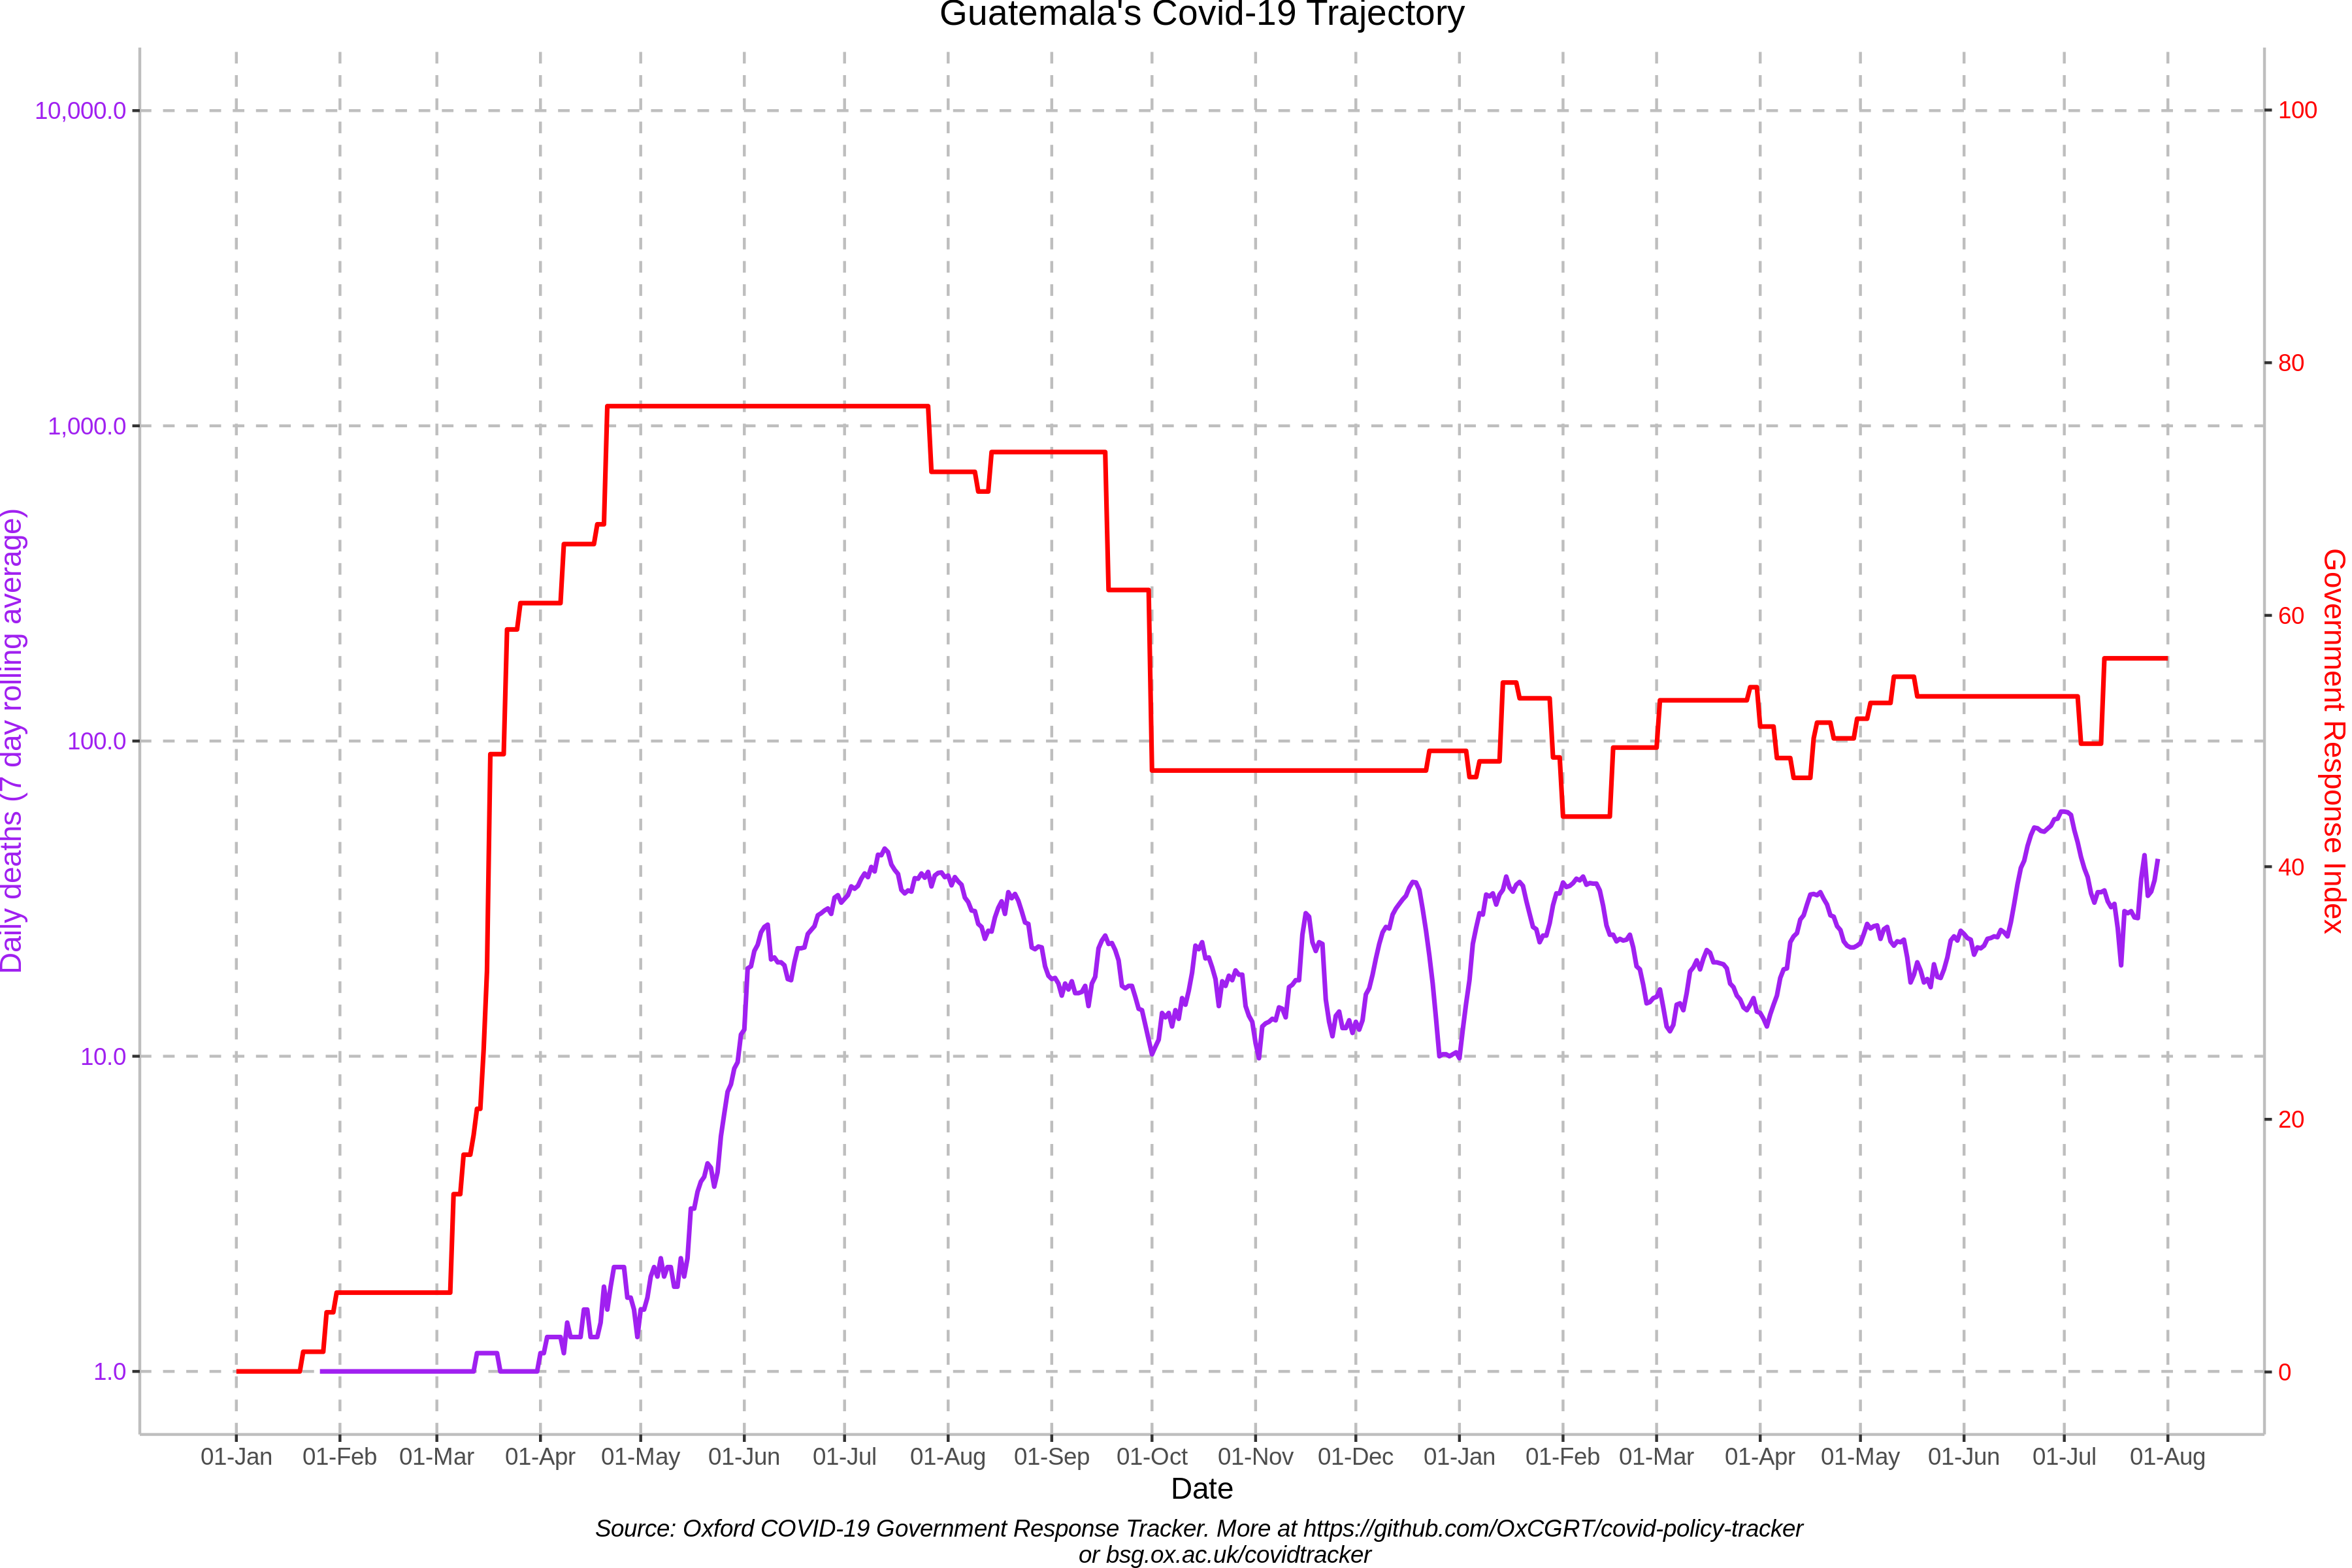 Guatemala's Covid-19 Trajectory
10,000.0
1,000.0
100.0
10.0
1.0
Daily deaths (7 day rolling average)
100
80
60
40
20
0
Government Response Index
01-Jan 01-Feb 01-Mar 01-Apr 01-May 01-Jun 01-Jul 01-Aug 01-Sep 01-Oct 01-Nov 01-Dec 01-Jan 01-Feb 01-Mar 01-Apr 01-May 01-Jun 01-Jul 01-Aug
Date
Source: Oxford COVID-19 Government Response Tracker. More at https://github.com/OxCGRT/covid-policy-tracker
or bsg.ox.ac.uk/covidtracker